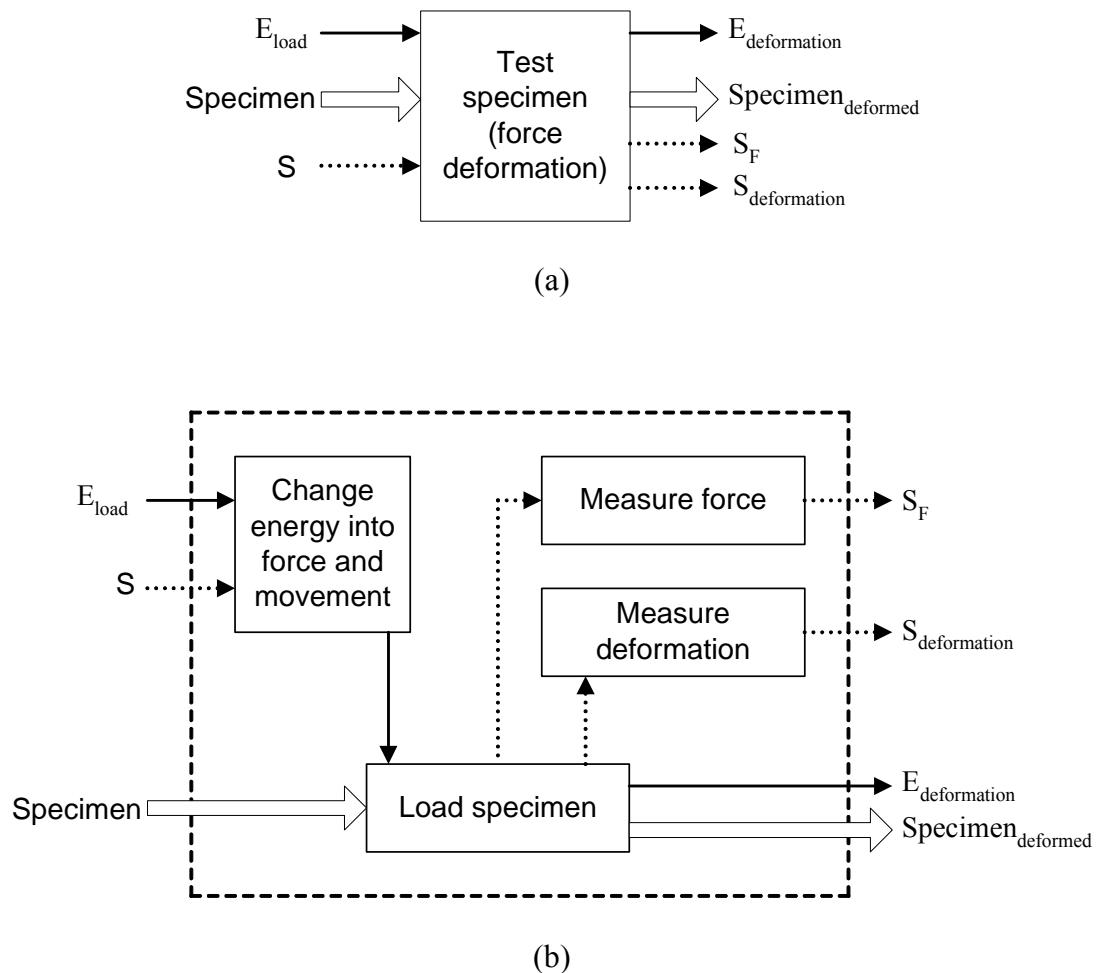 E_load
Specimen
S
Test
specimen
(force
deformation)
E_deformation
Specimen_deformed
S_F
S_deformation
(a)
E_load
S
Change
energy into
force and
movement
Measure force
S_F
Measure
deformation
S_deformation
Specimen
Load specimen
E_deformation
Specimen_deformed
(b)